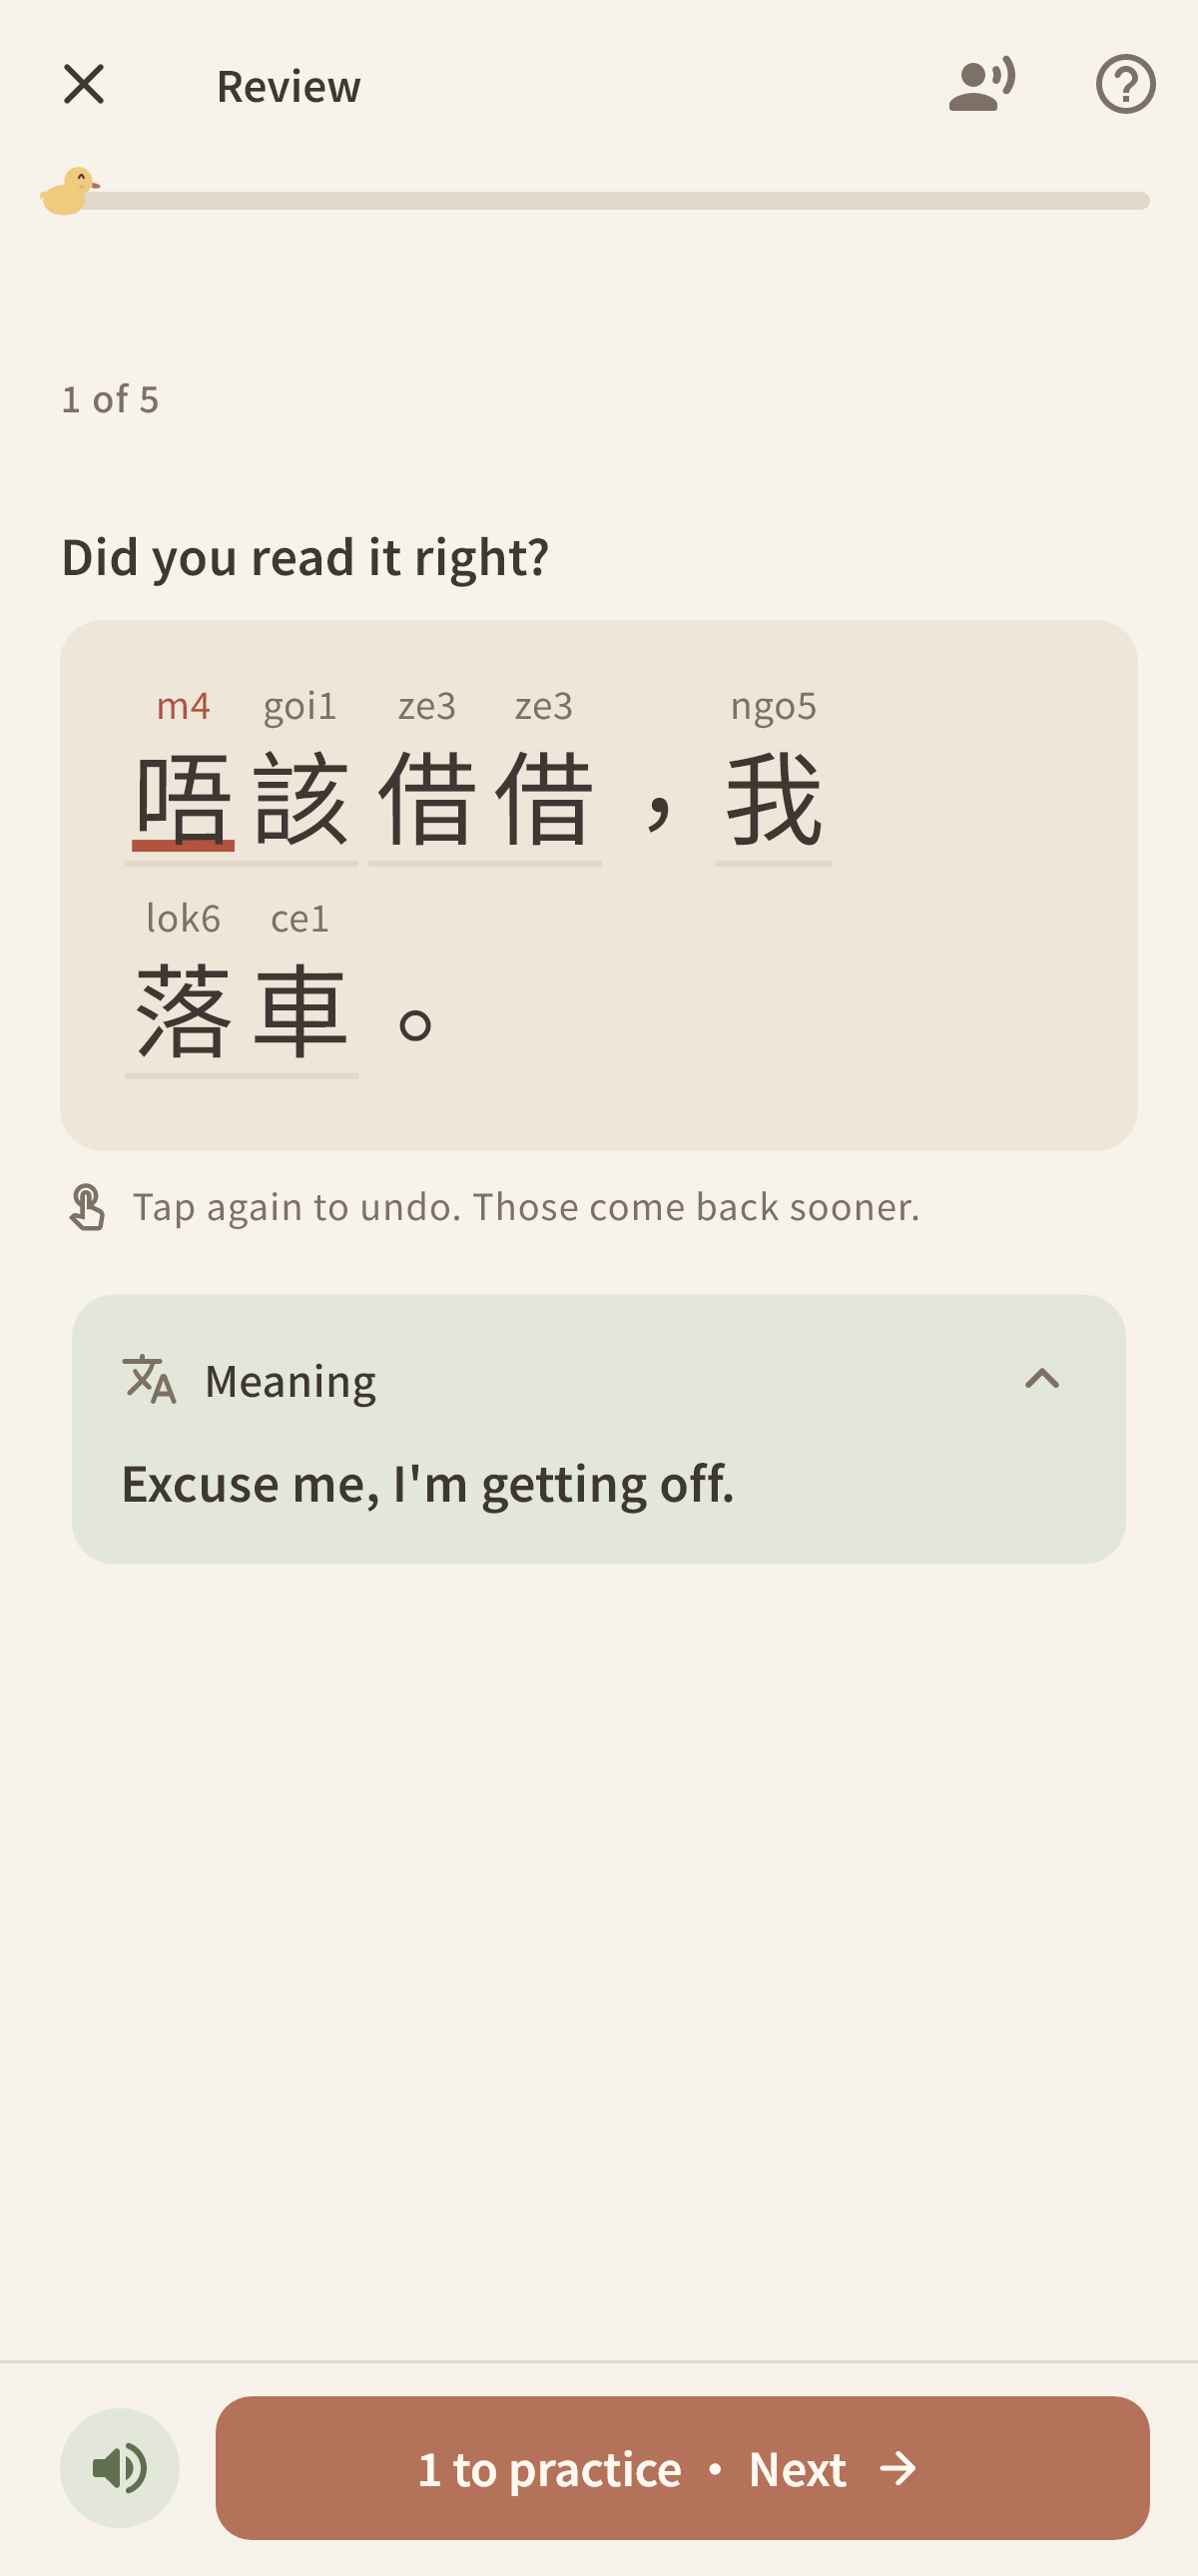 Review
1 of 5
Did you read it right?
m4 goi1 ze3 ze3 ngo5
唔該借借，我
lok6 ce1
落車。
Tap again to undo. Those come back sooner.
Meaning
Excuse me, I'm getting off.
1 to practice • Next →